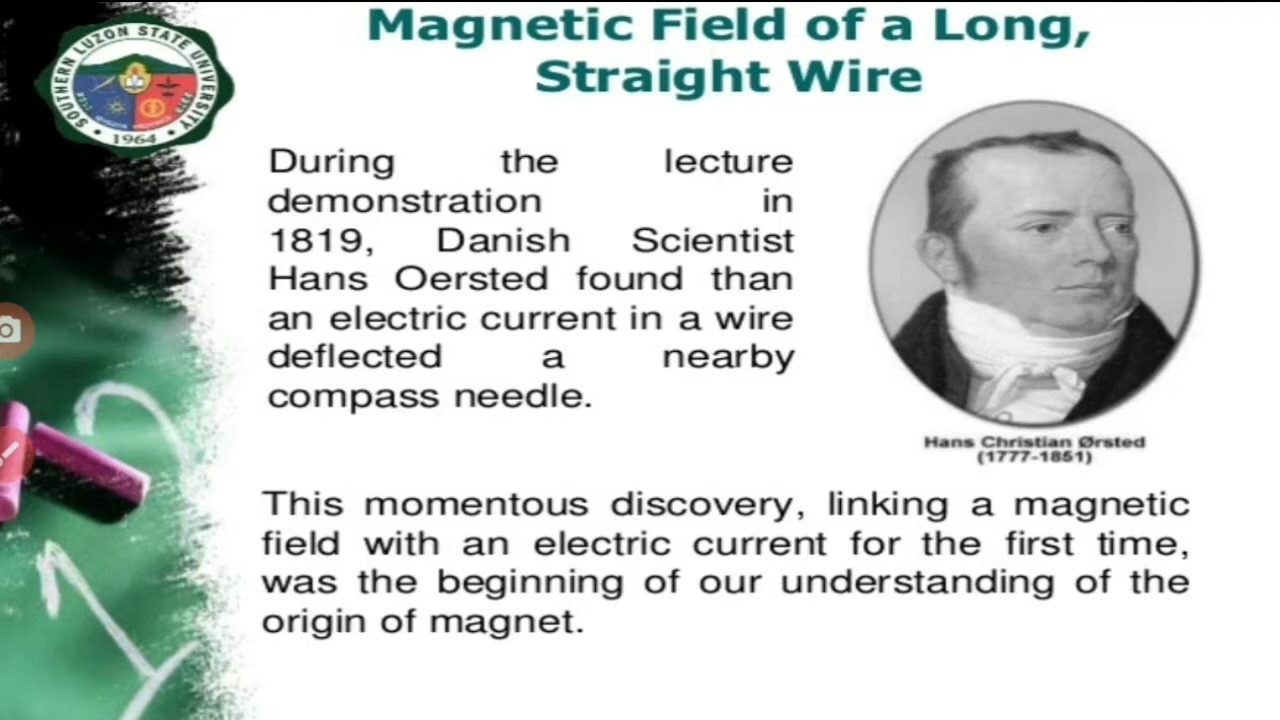 SOUTHERN LUZON STATE UNIVERSITY
1964
Magnetic Field of a Long,
Straight Wire
During the lecture
demonstration in
1819, Danish Scientist
Hans Oersted found than
an electric current in a wire
deflected a nearby
compass needle.
Hans Christian Ørsted
(1777-1851)
This momentous discovery, linking a magnetic
field with an electric current for the first time,
was the beginning of our understanding of the
origin of magnet.